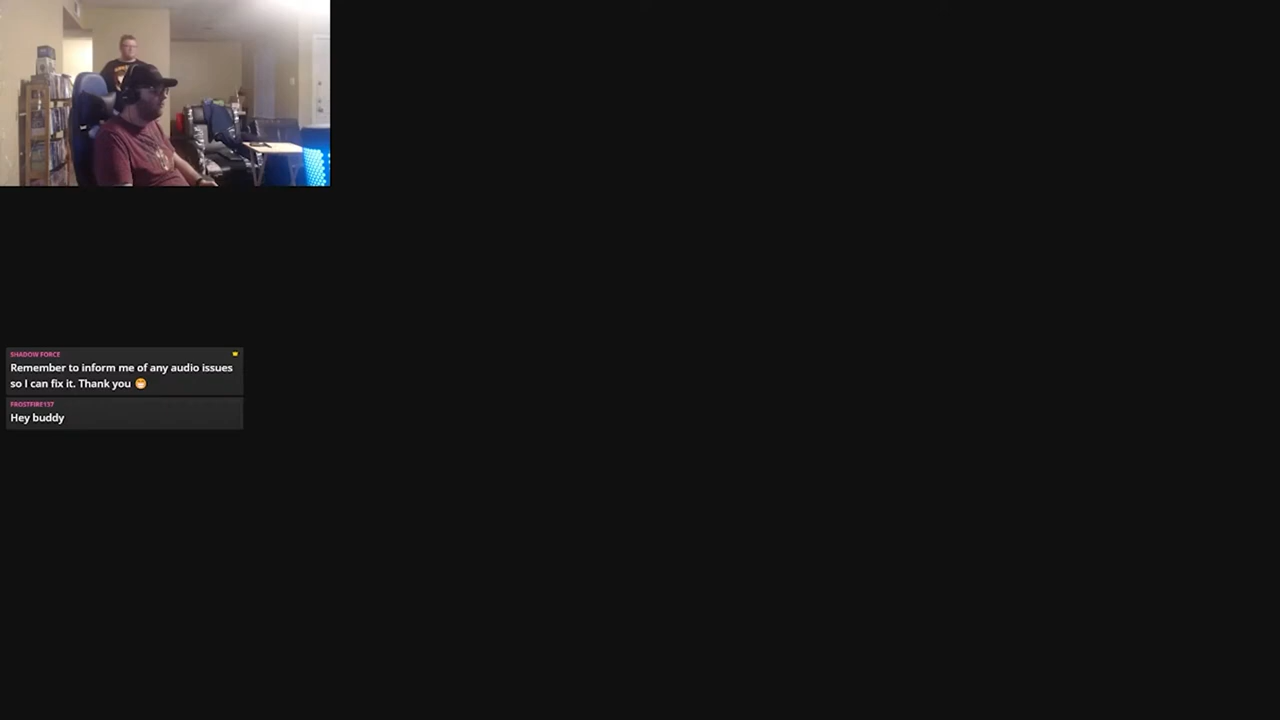 SHADOW FORCE
Remember to inform me of any audio issues
so I can fix it. Thank you 😁
FROSTFIRE137
Hey buddy